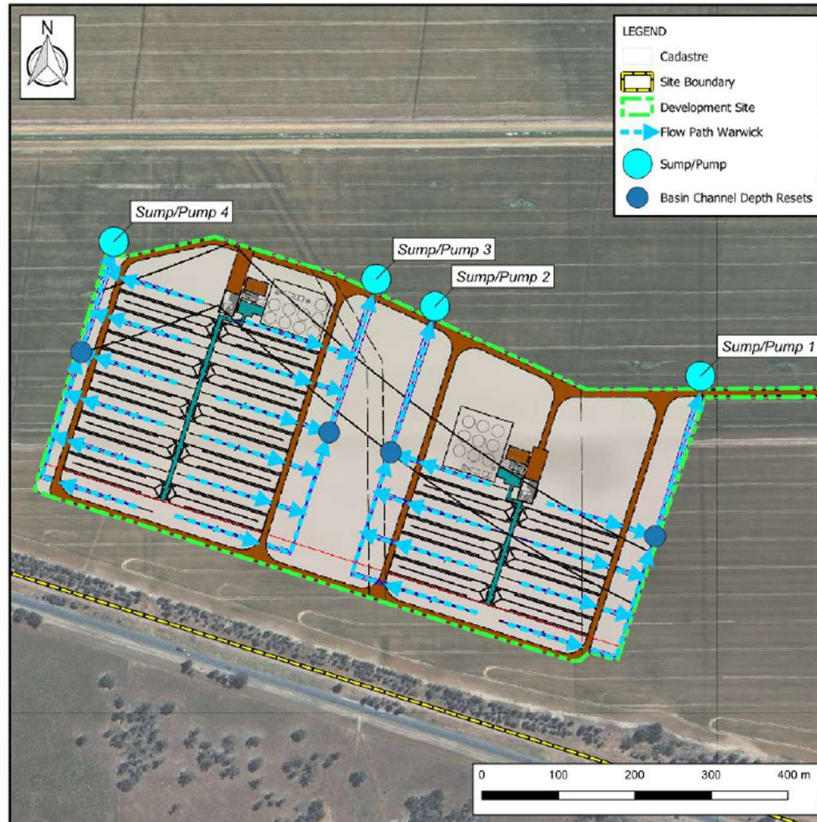 N
LEGEND
Cadastre
Site Boundary
Development Site
Flow Path Warwick
Sump/Pump
Basin Channel Depth Resets
Sump/Pump 4
Sump/Pump 3
Sump/Pump 2
Sump/Pump 1
0 100 200 300 400 m